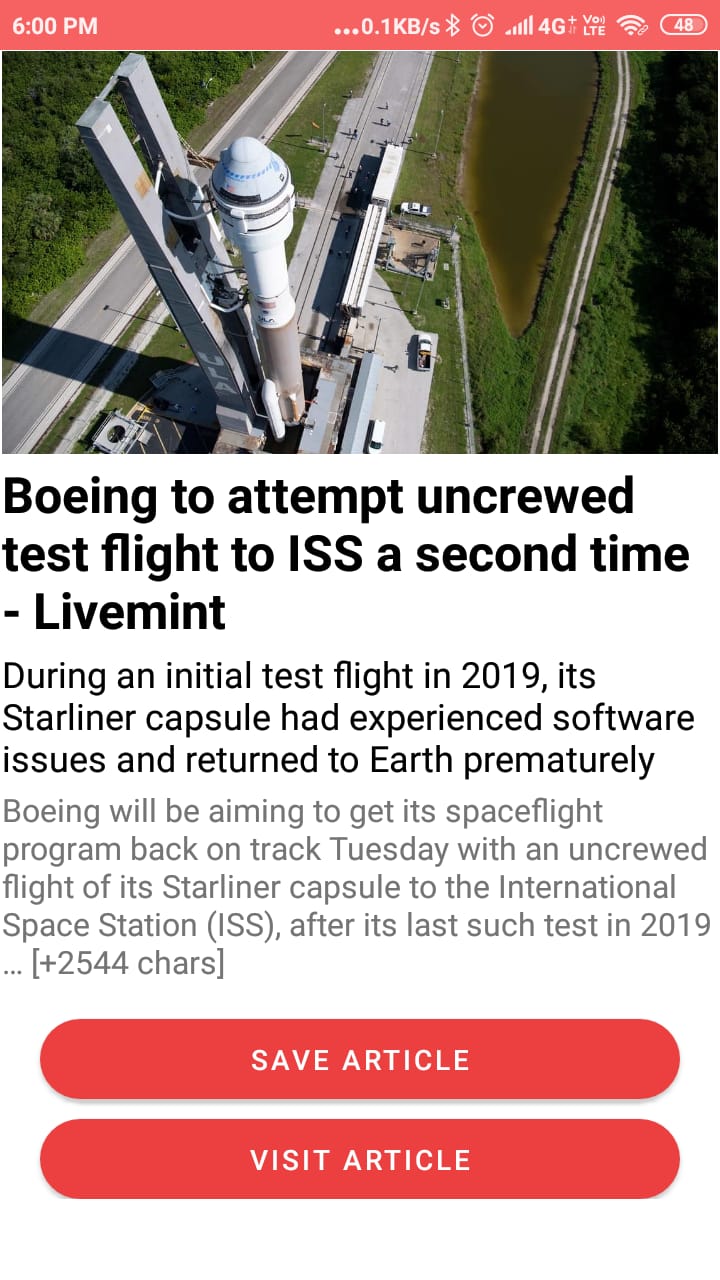 6:00 PM
...0.1KB/s 4G+ Vo) LTE 48
ULA
ULA
Boeing to attempt uncrewed
test flight to ISS a second time
- Livemint
During an initial test flight in 2019, its
Starliner capsule had experienced software
issues and returned to Earth prematurely
Boeing will be aiming to get its spaceflight
program back on track Tuesday with an uncrewed
flight of its Starliner capsule to the International
Space Station (ISS), after its last such test in 2019
… [+2544 chars]
SAVE ARTICLE
VISIT ARTICLE